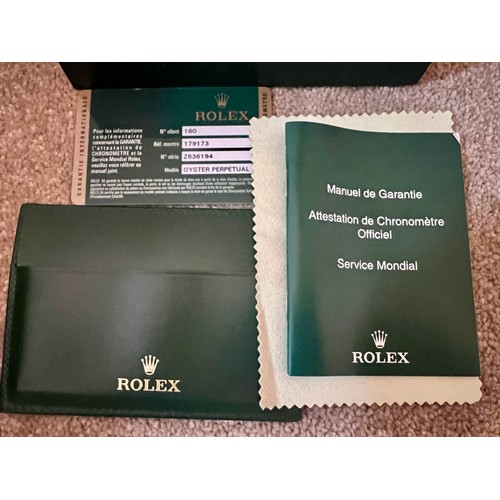 GARANTIE INTERNATIONALE
ROLEX
Pour les informations
complémentaires
concernant la GARANTIE,
l'attestation de
CHRONOMÈTRE et le
Service Mondial Rolex,
veuillez vous référer au
manuel joint.
N° client 160
Réf. montre 179173
N° série Z836194
Modèle OYSTER PERPETUAL
Manuel de Garantie
Attestation de Chronomètre
Officiel
Service Mondial
ROLEX
ROLEX